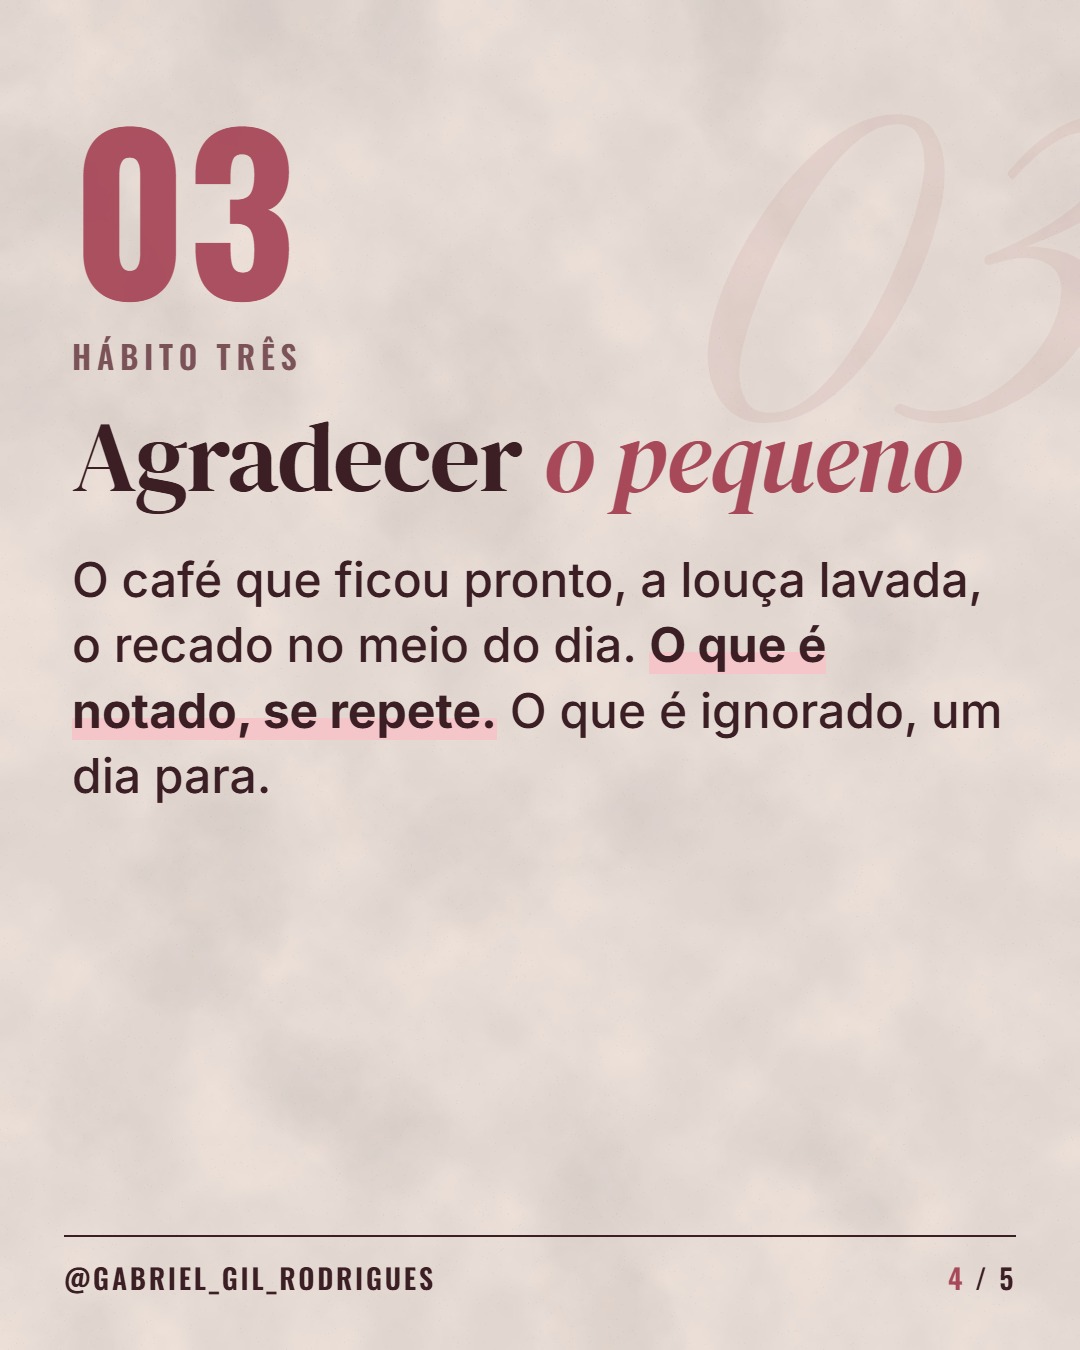 03
03
HÁBITO TRÊS
Agradecer o pequeno
O café que ficou pronto, a louça lavada,
o recado no meio do dia. O que é
notado, se repete. O que é ignorado, um
dia para.
@GABRIEL_GIL_RODRIGUES
4 / 5